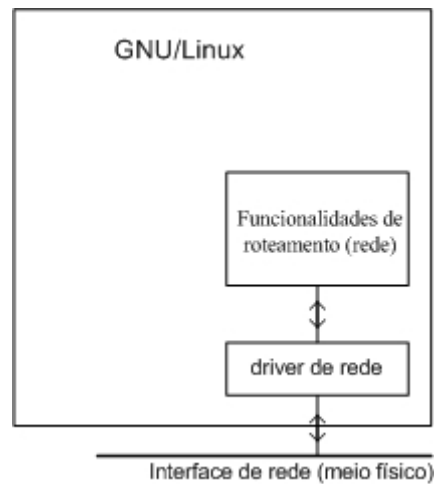 GNU/Linux
Funcionalidades de
roteamento (rede)
driver de rede
Interface de rede (meio físico)